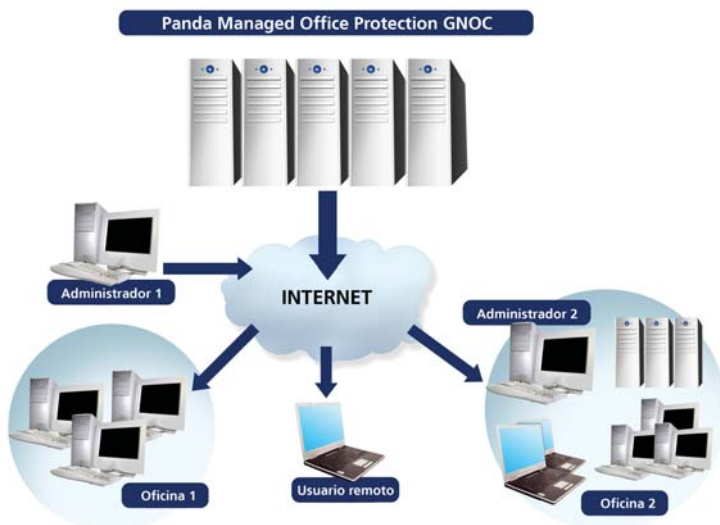 Panda Managed Office Protection GNOC
Administrador 1
INTERNET
Administrador 2
Oficina 1
Usuario remoto
Oficina 2